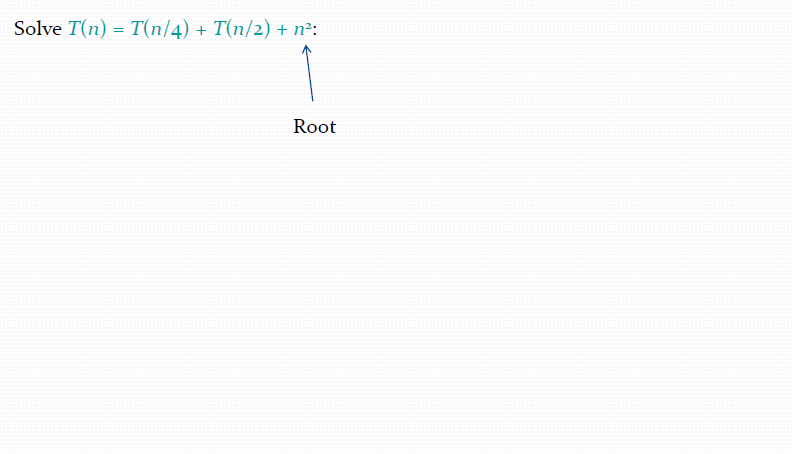 Solve T(n) = T(n/4) + T(n/2) + n²:
Root